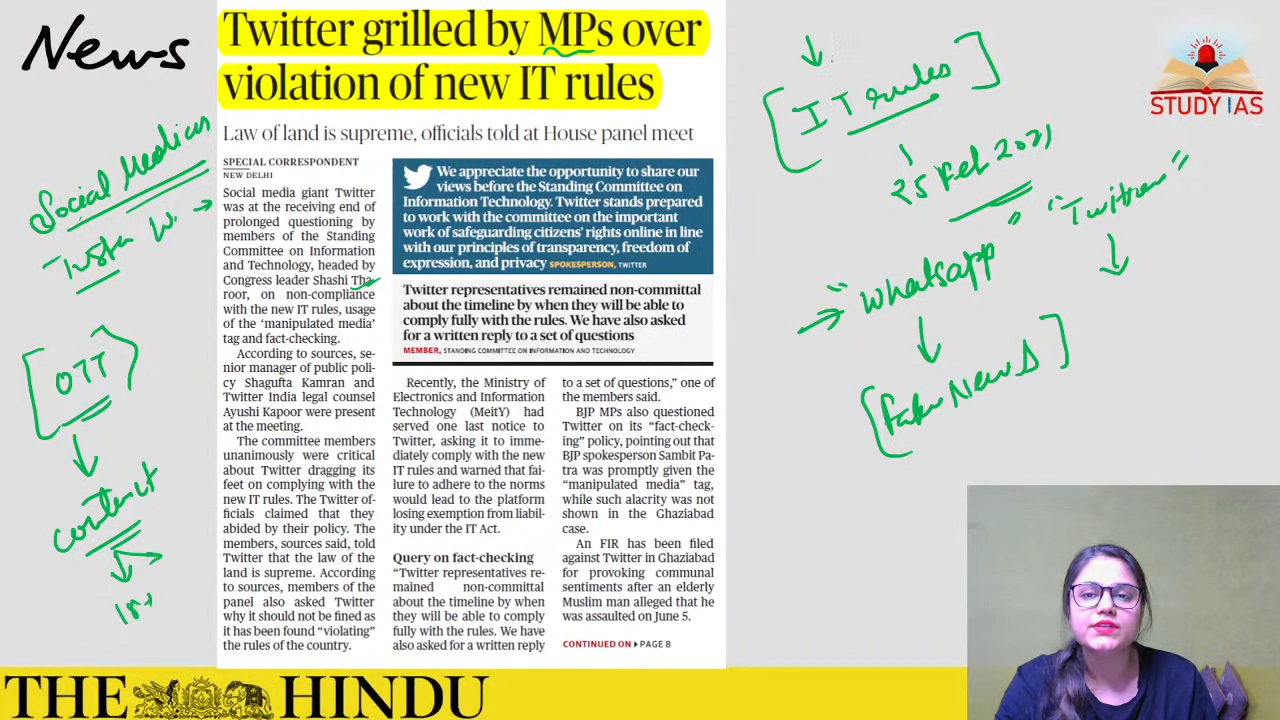 News
Twitter grilled by MPs over
violation of new IT rules
Law of land is supreme, officials told at House panel meet
SPECIAL CORRESPONDENT
NEW DELHI
Social media giant Twitter
was at the receiving end of
prolonged questioning by
members of the Standing
Committee on Information
and Technology, headed by
Congress leader Shashi Tha-
roor, on non-compliance
with the new IT rules, usage
of the ‘manipulated media’
tag and fact-checking.
According to sources, se-
nior manager of public poli-
cy Shagufta Kamran and
Twitter India legal counsel
Ayushi Kapoor were present
at the meeting.
The committee members
unanimously were critical
about Twitter dragging its
feet on complying with the
new IT rules. The Twitter of-
ficials claimed that they
abided by their policy. The
members, sources said, told
Twitter that the law of the
land is supreme. According
to sources, members of the
panel also asked Twitter
why it should not be fined as
it has been found “violating”
the rules of the country.
We appreciate the opportunity to share our
views before the Standing Committee on
Information Technology. Twitter stands prepared
to work with the committee on the important
work of safeguarding citizens’ rights online in line
with our principles of transparency, freedom of
expression, and privacy SPOKESPERSON, TWITTER
Twitter representatives remained non-committal
about the timeline by when they will be able to
comply fully with the rules. We have also asked
for a written reply to a set of questions
MEMBER, STANDING COMMITTEE ON INFORMATION AND TECHNOLOGY
Recently, the Ministry of
Electronics and Information
Technology (MeitY) had
served one last notice to
Twitter, asking it to imme-
diately comply with the new
IT rules and warned that fai-
lure to adhere to the norms
would lead to the platform
losing exemption from liabil-
ity under the IT Act.
Query on fact-checking
“Twitter representatives re-
mained non-committal
about the timeline by when
they will be able to comply
fully with the rules. We have
also asked for a written reply
to a set of questions,” one of
the members said.
BJP MPs also questioned
Twitter on its “fact-check-
ing” policy, pointing out that
BJP spokesperson Sambit Pa-
tra was promptly given the
“manipulated media” tag,
while such alacrity was not
shown in the Ghaziabad
case.
An FIR has been filed
against Twitter in Ghaziabad
for provoking communal
sentiments after an elderly
Muslim man alleged that he
was assaulted on June 5.
CONTINUED ON PAGE 8
Social Medias
OTT
content
18+
[IT rules]
25 Feb 2021
"Whatsapp" "Twitter"
[Fake News]
STUDY IAS
THE HINDU